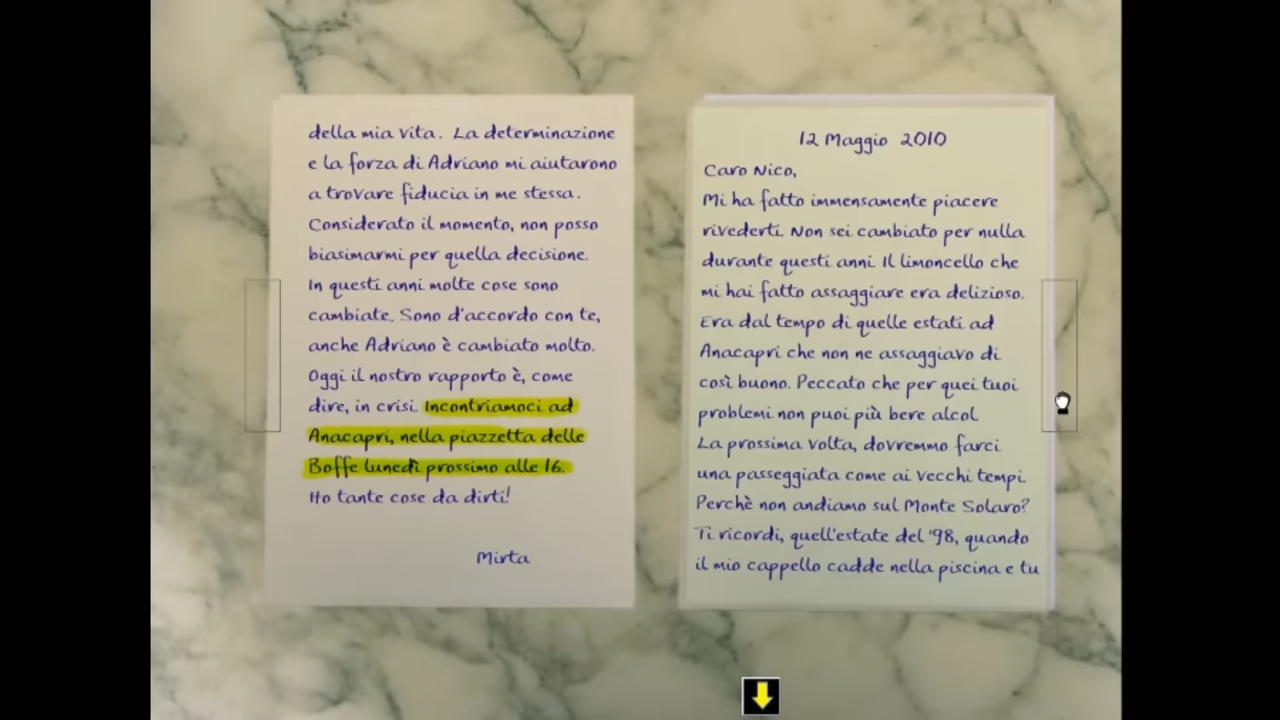 della mia vita. La determinazione
e la forza di Adriano mi aiutarono
a trovare fiducia in me stessa.
Considerato il momento, non posso
biasimarmi per quella decisione.
In questi anni molte cose sono
cambiate. Sono d'accordo con te,
anche Adriano è cambiato molto.
Oggi il nostro rapporto è, come
dire, in crisi. Incontriamoci ad
Anacapri, nella piazzetta delle
Boffe lunedì prossimo alle 16.
Ho tante cose da dirti!
Mirta
12 Maggio 2010
Caro Nico,
Mi ha fatto immensamente piacere
rivederti. Non sei cambiato per nulla
durante questi anni. Il limoncello che
mi hai fatto assaggiare era delizioso.
Era dal tempo di quelle estati ad
Anacapri che non ne assaggiavo di
così buono. Peccato che per quei tuoi
problemi non puoi più bere alcol
La prossima volta, dovremmo farci
una passeggiata come ai vecchi tempi.
Perchè non andiamo sul Monte Solaro?
Ti ricordi, quell'estate del '98, quando
il mio cappello cadde nella piscina e tu